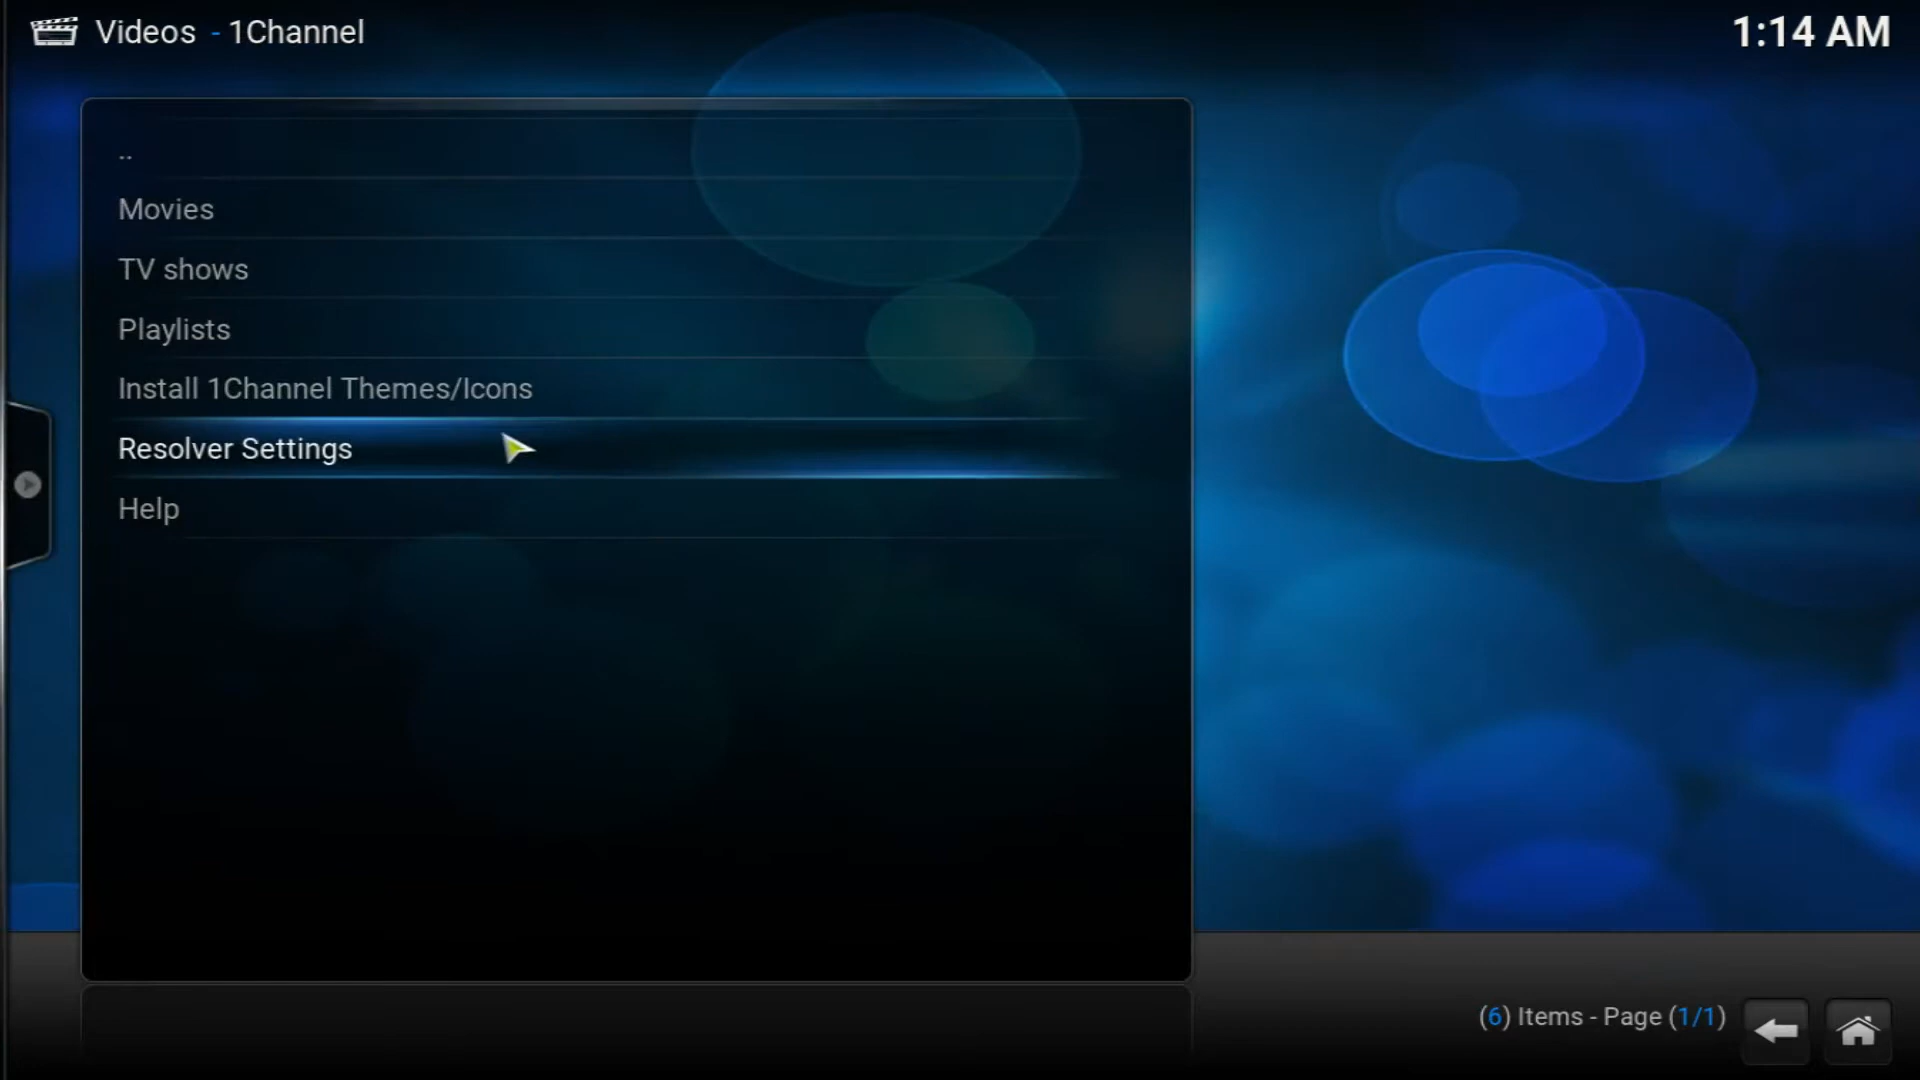 Videos - 1Channel
1:14 AM
..
Movies
TV shows
Playlists
Install 1Channel Themes/Icons
Resolver Settings
Help
(6) Items - Page (1/1)